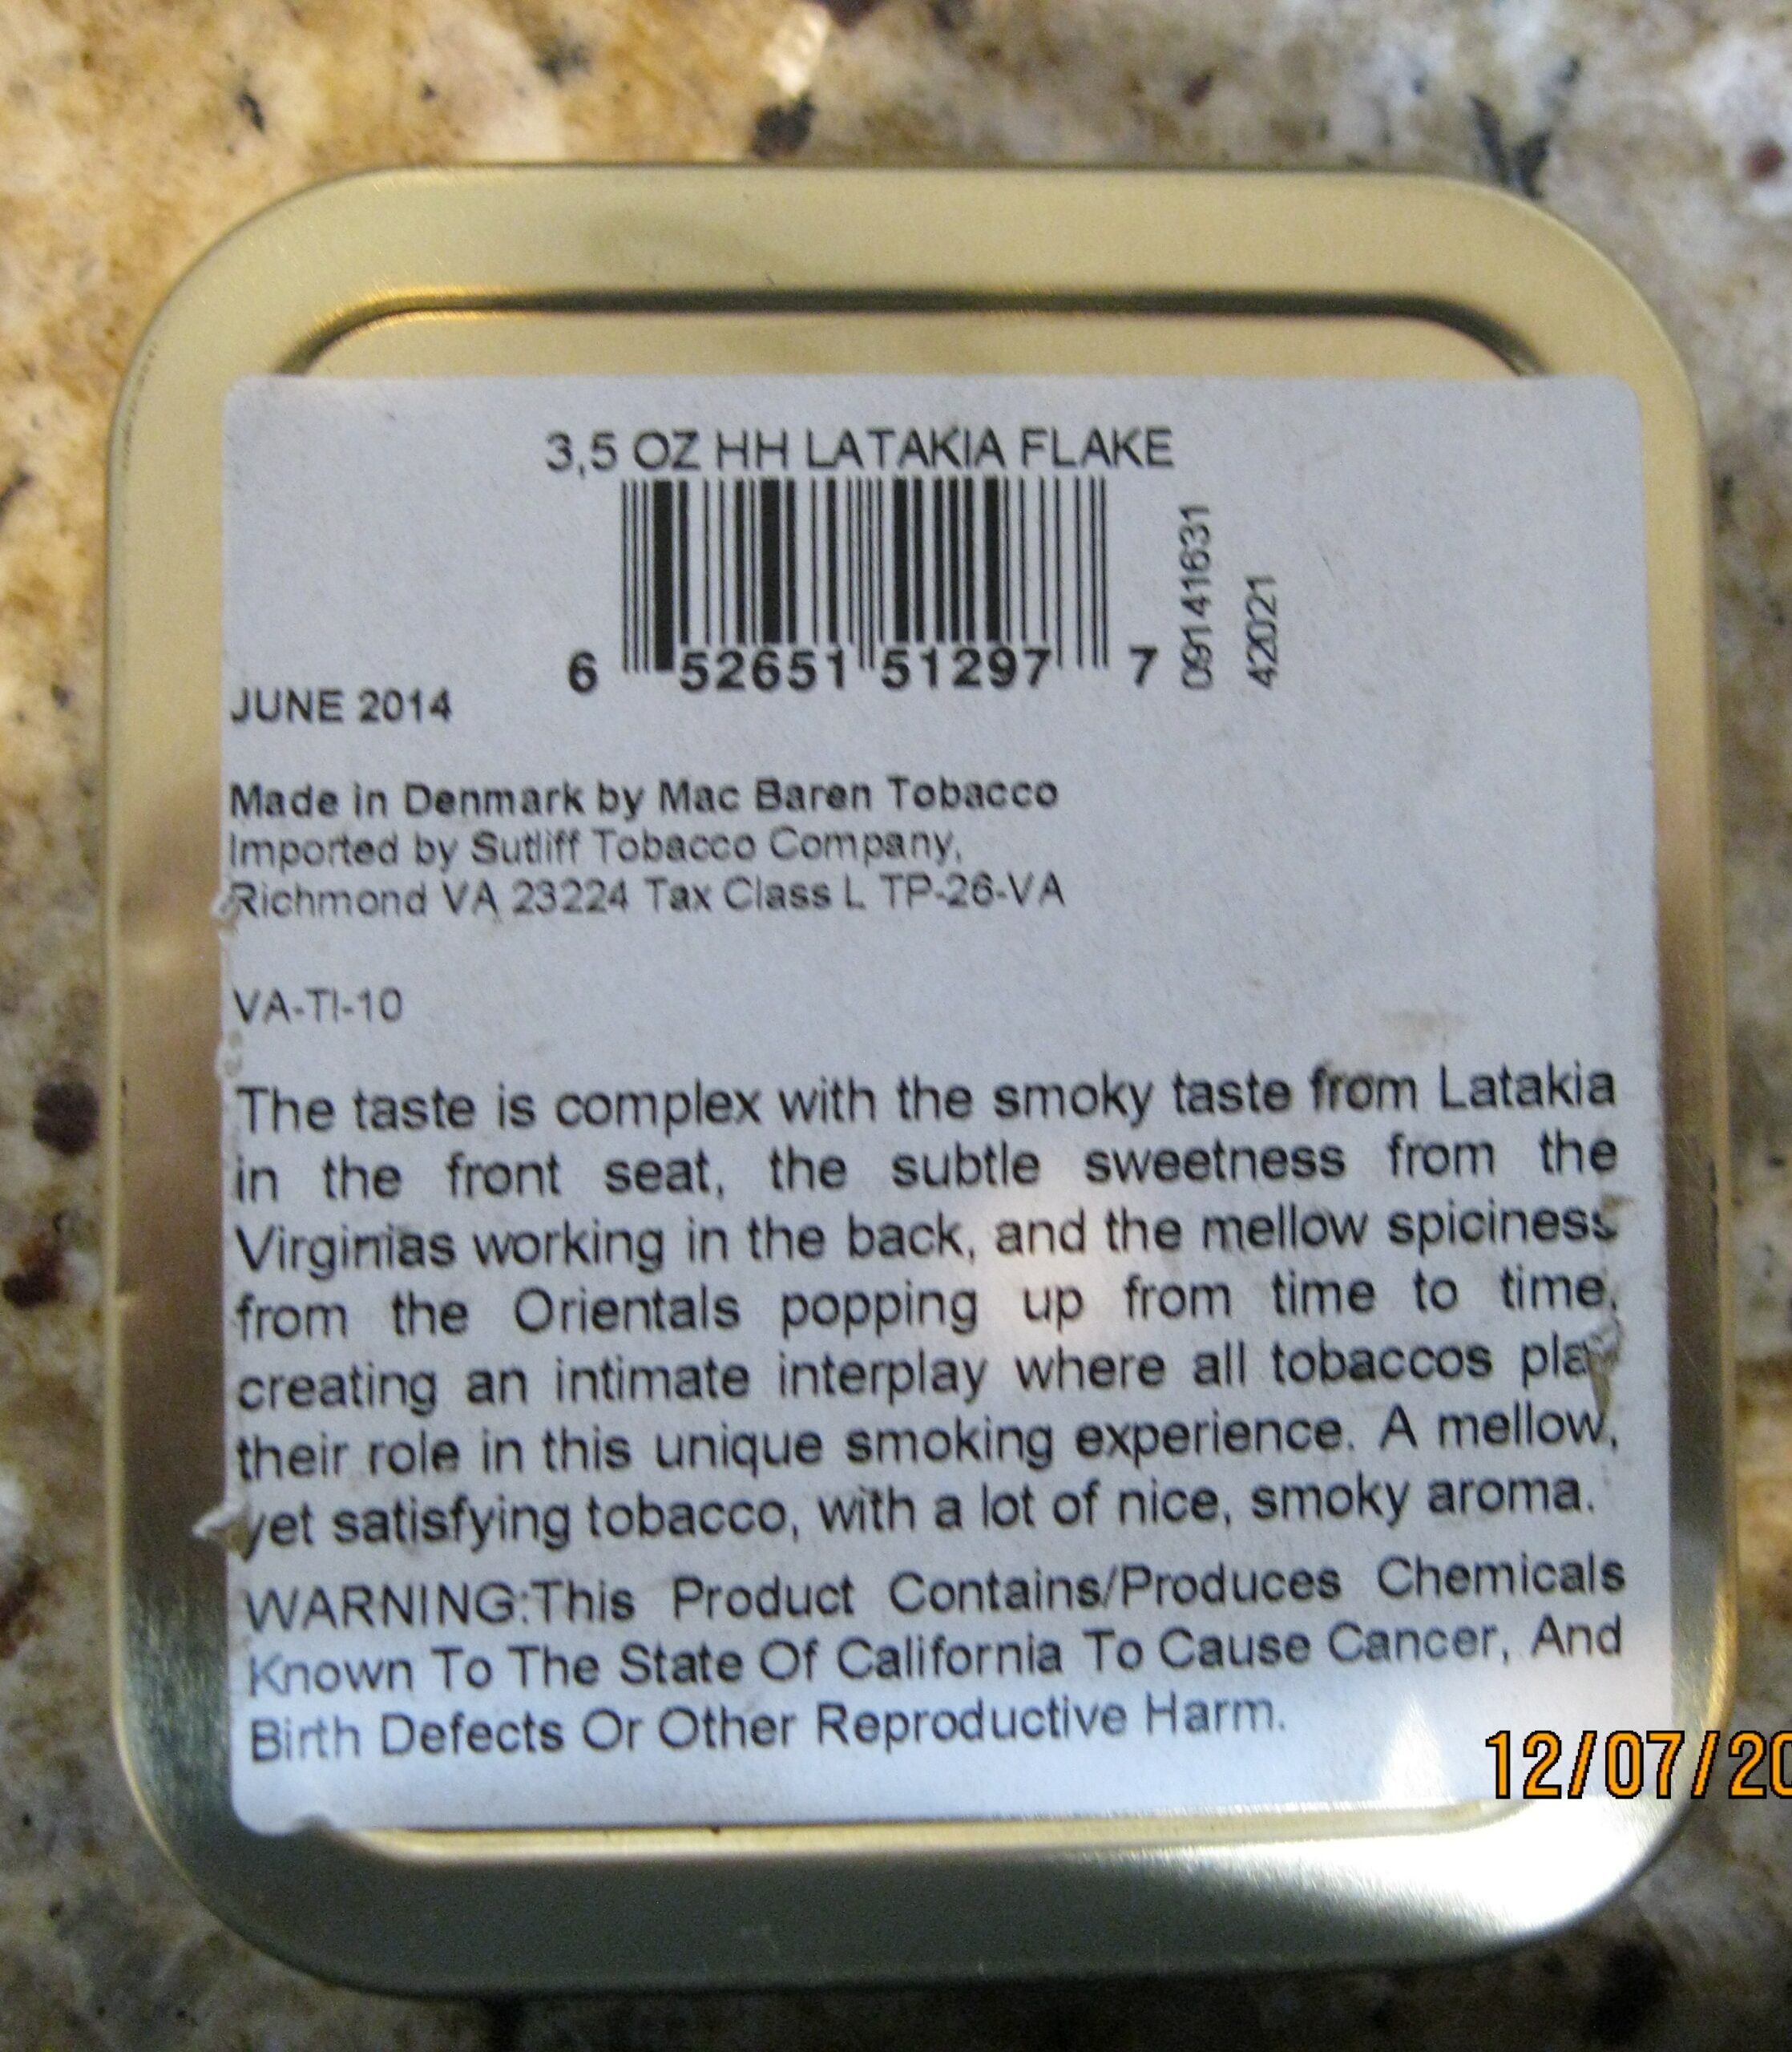 3,5 OZ HH LATAKIA FLAKE
6 52651 51297 7
09141631
42021
JUNE 2014
Made in Denmark by Mac Baren Tobacco
Imported by Sutliff Tobacco Company,
Richmond VA 23224 Tax Class L TP-26-VA
VA-TI-10
The taste is complex with the smoky taste from Latakia
in the front seat, the subtle sweetness from the
Virginias working in the back, and the mellow spiciness
from the Orientals popping up from time to time,
creating an intimate interplay where all tobaccos play
their role in this unique smoking experience. A mellow,
yet satisfying tobacco, with a lot of nice, smoky aroma.
WARNING:This Product Contains/Produces Chemicals
Known To The State Of California To Cause Cancer, And
Birth Defects Or Other Reproductive Harm.
12/07/20